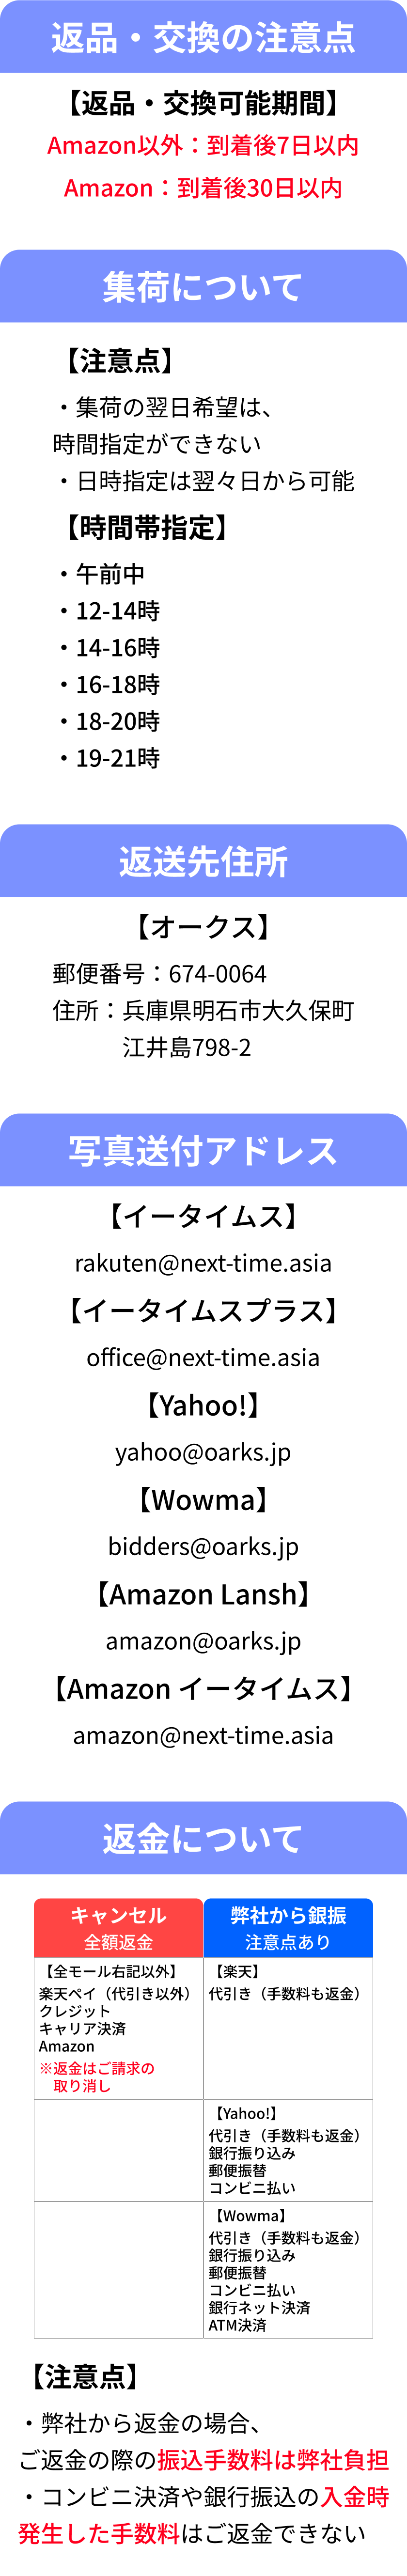 返品・交換の注意点
【返品・交換可能期間】
Amazon以外：到着後7日以内
Amazon：到着後30日以内
集荷について
【注意点】
・集荷の翌日希望は、
時間指定ができない
・日時指定は翌々日から可能
【時間帯指定】
・午前中
・12-14時
・14-16時
・16-18時
・18-20時
・19-21時
返送先住所
【オークス】
郵便番号：674-0064
住所：兵庫県明石市大久保町
江井島798-2
写真送付アドレス
【イータイムス】
rakuten@next-time.asia
【イータイムスプラス】
office@next-time.asia
【Yahoo!】
yahoo@oarks.jp
【Wowma】
bidders@oarks.jp
【Amazon Lansh】
amazon@oarks.jp
【Amazon イータイムス】
amazon@next-time.asia
返金について
キャンセル
全額返金
【全モール右記以外】
楽天ペイ（代引き以外）
クレジット
キャリア決済
Amazon
※返金はご請求の
取り消し
弊社から銀振
注意点あり
【楽天】
代引き（手数料も返金）
【Yahoo!】
代引き（手数料も返金）
銀行振り込み
郵便振替
コンビニ払い
【Wowma】
代引き（手数料も返金）
銀行振り込み
郵便振替
コンビニ払い
銀行ネット決済
ATM決済
【注意点】
・弊社から返金の場合、
ご返金の際の振込手数料は弊社負担
・コンビニ決済や銀行振込の入金時
発生した手数料はご返金できない